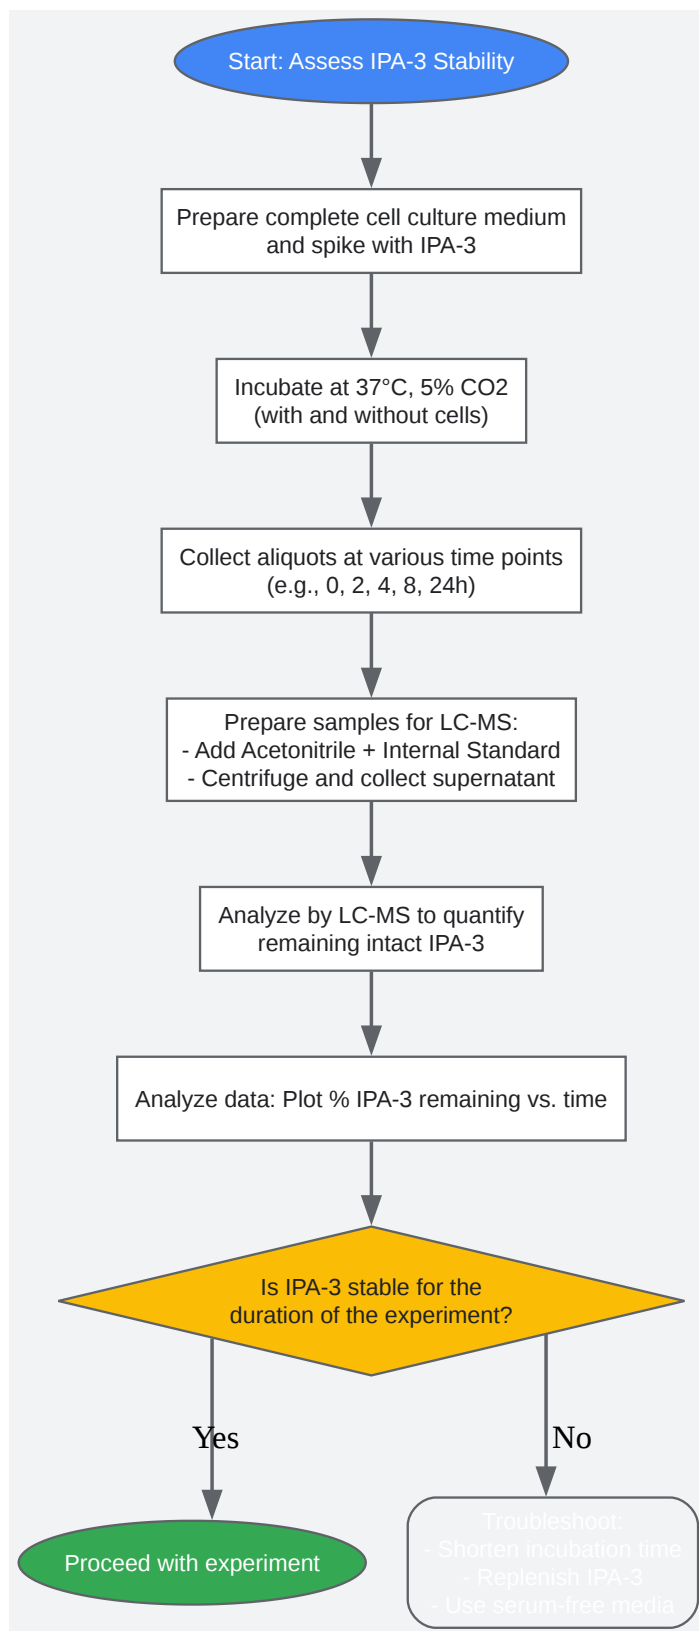 Start: Assess IPA-3 Stability
Prepare complete cell culture medium
and spike with IPA-3
Incubate at 37°C, 5% CO2
(with and without cells)
Collect aliquots at various time points
(e.g., 0, 2, 4, 8, 24h)
Prepare samples for LC-MS:
- Add Acetonitrile + Internal Standard
- Centrifuge and collect supernatant
Analyze by LC-MS to quantify
remaining intact IPA-3
Analyze data: Plot % IPA-3 remaining vs. time
Is IPA-3 stable for the
duration of the experiment?
Yes
No
Proceed with experiment
Troubleshoot:
- Shorten incubation time
- Replenish IPA-3
- Use serum-free media